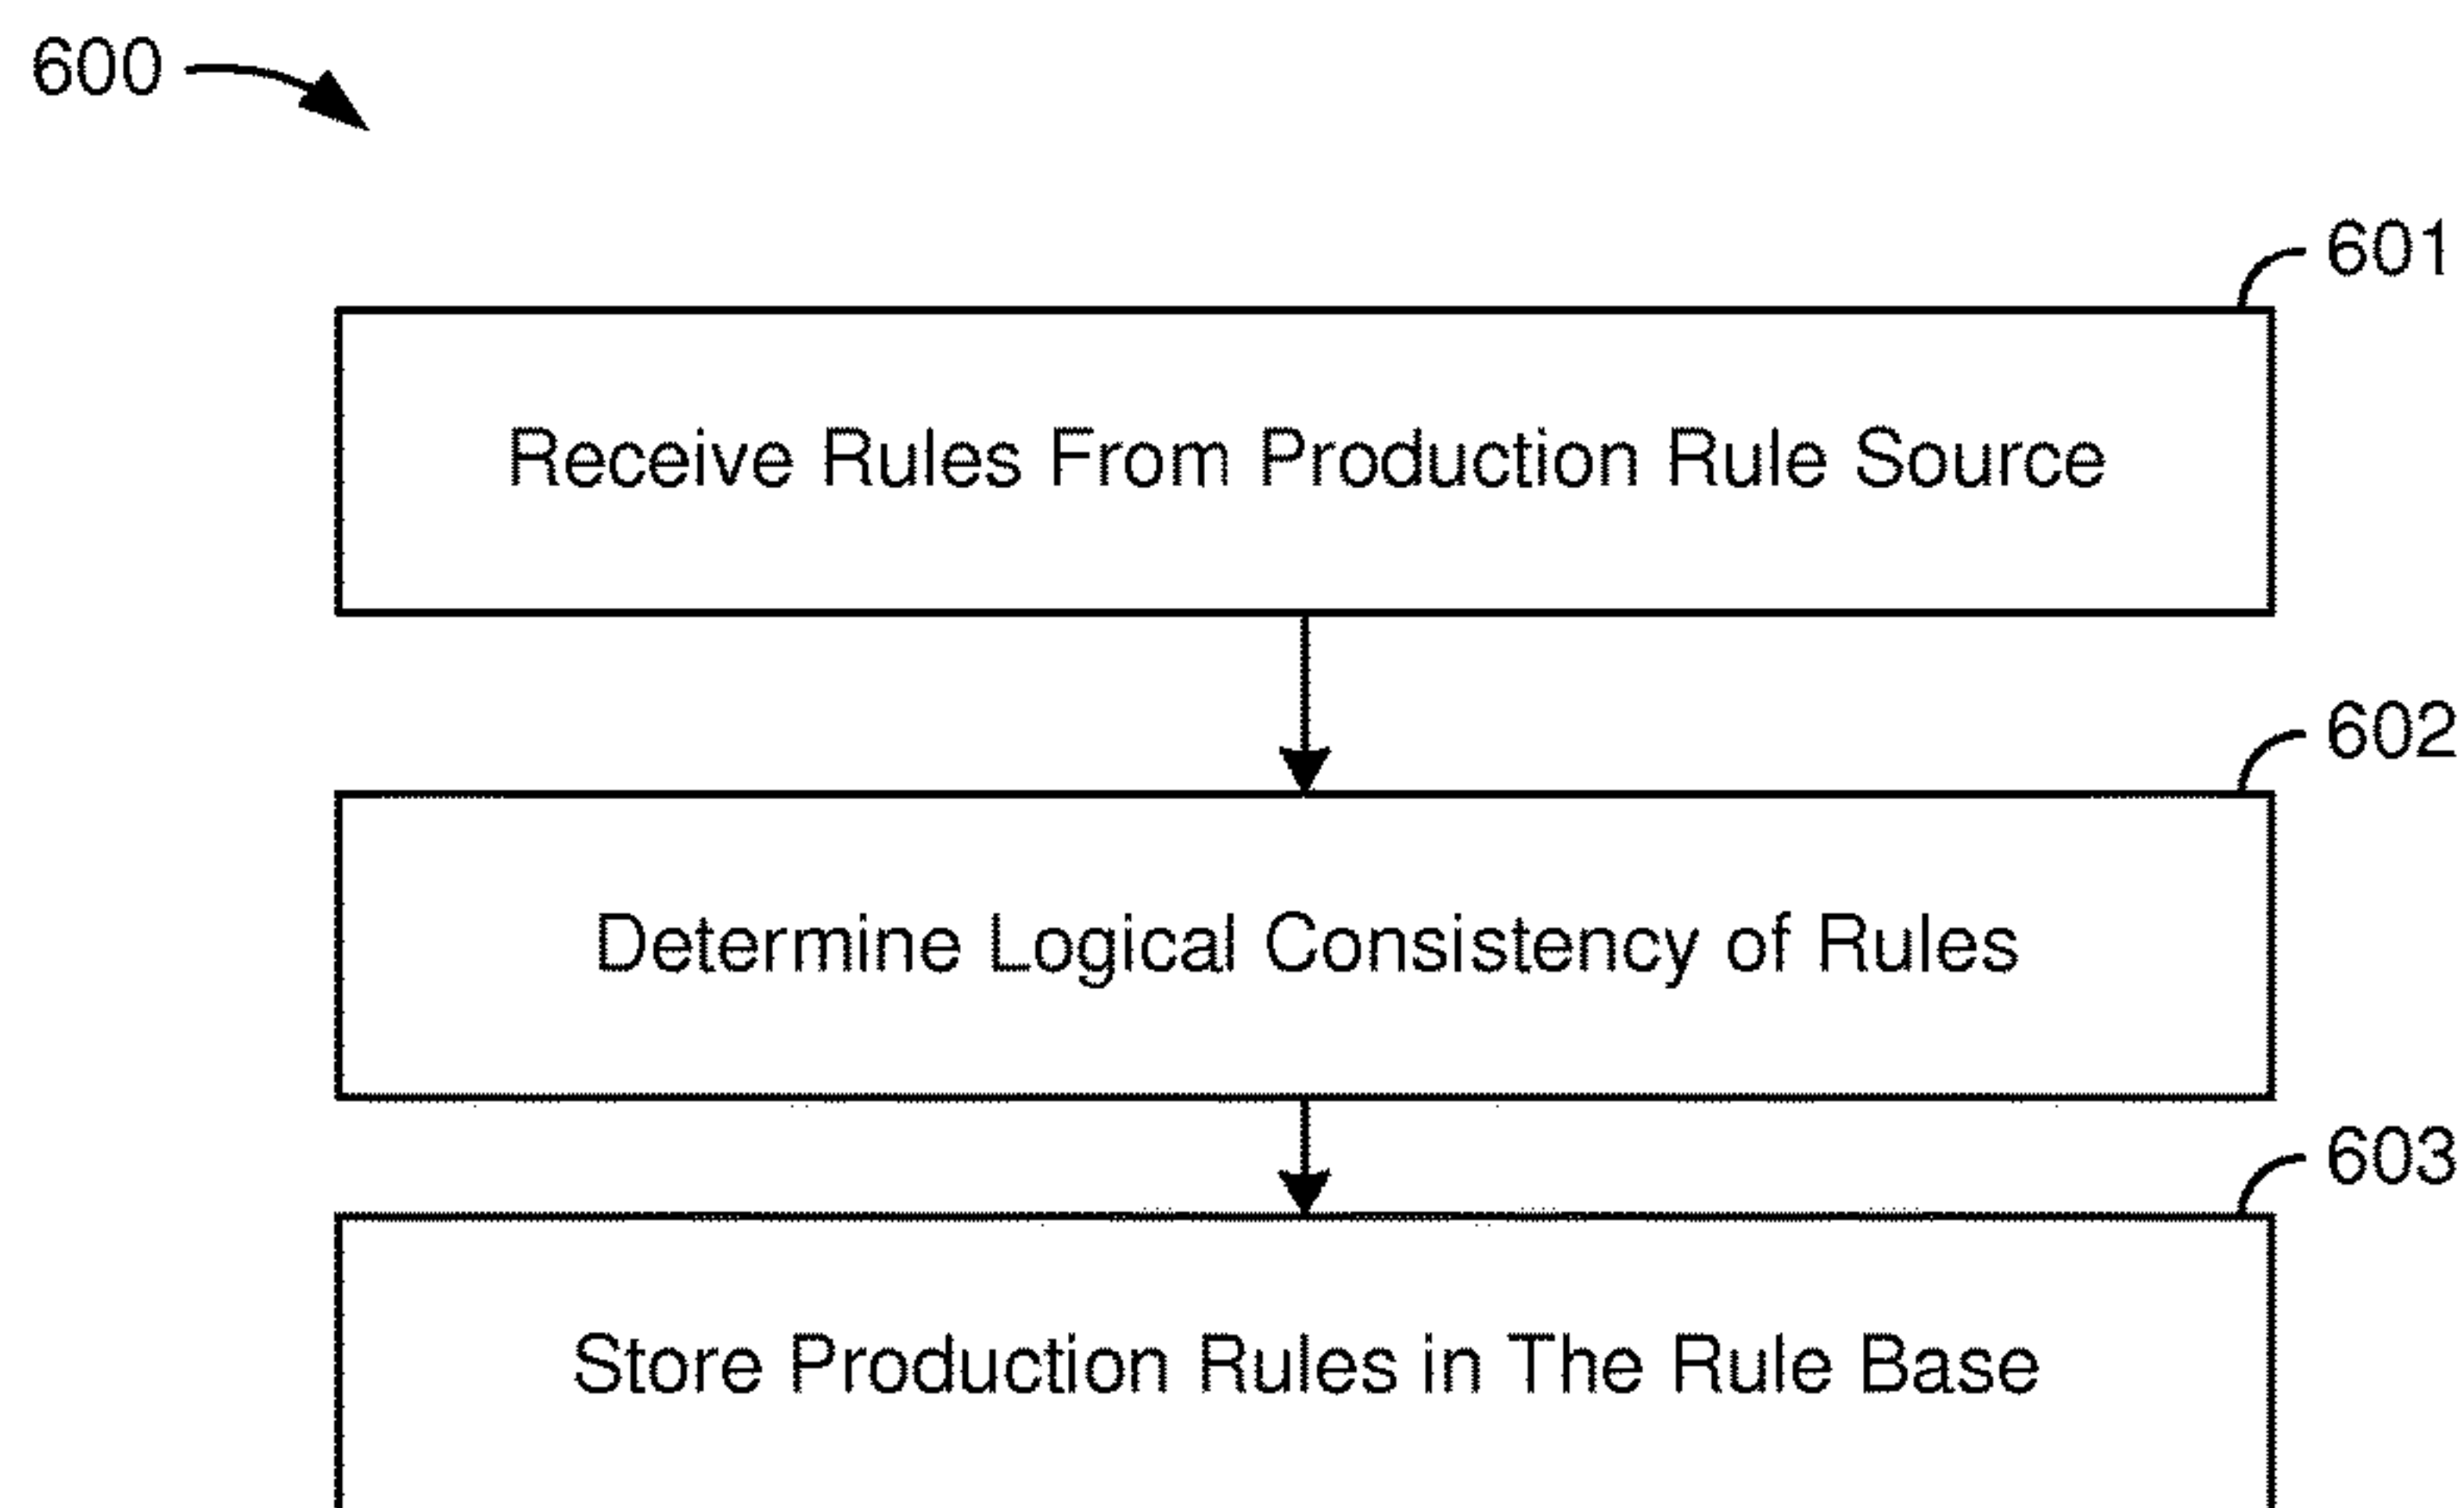 600
601
Receive Rules From Production Rule Source
602
Determine Logical Consistency of Rules
603
Store Production Rules in The Rule Base